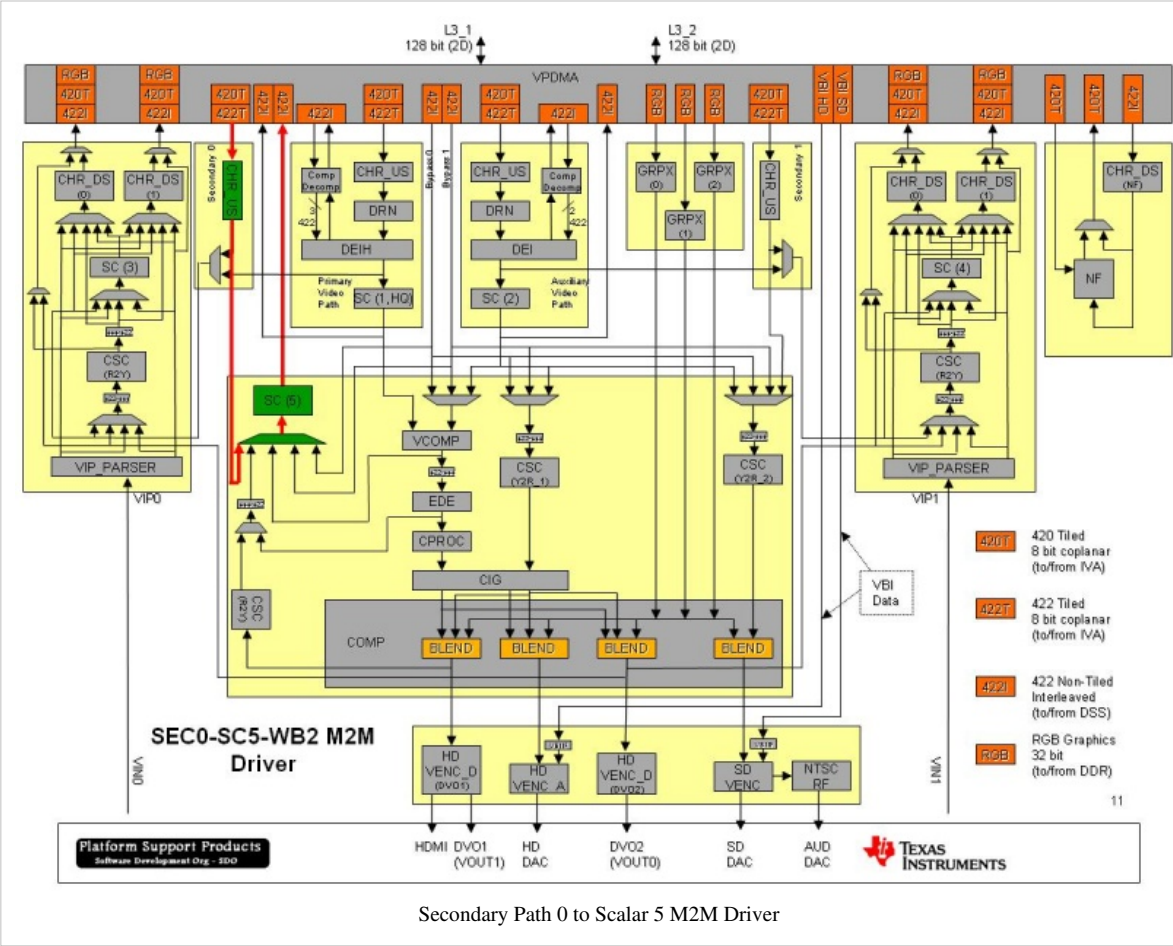 L3_1
128 bit (2D)
L3_2
128 bit (2D)
VPDMA
RGB
420T
422I
RGB
420T
422I
420T
422T
422I
422I
422I
420T
422T
422I
422I
420T
422T
422I
422I
RGB
RGB
RGB
420T
422T
422I
VBI HD
VBI SD
RGB
420T
422I
RGB
420T
422I
420T
420T
422I
CHR_DS
(0)
CHR_DS
(1)
SC (3)
CSC
(R2Y)
VIP_PARSER
VIP0
Secondary 0
CHR_US
Comp
Decomp
3
422
CHR_US
DRN
DEIH
Primary
Video
Path
SC (1,HQ)
Bypass 0
Bypass 1
CHR_US
DRN
DEI
SC (2)
Comp
Decomp
2
422
Auxiliary
Video
Path
GRPX
(0)
GRPX
(1)
GRPX
(2)
Secondary 1
CHR_US
CHR_DS
(0)
CHR_DS
(1)
SC (4)
CSC
(R2Y)
VIP_PARSER
VIP1
CHR_DS
(NF)
NF
SC (5)
VCOMP
EDE
CPROC
CIG
CSC
(Y2R_1)
CSC
(Y2R_2)
CSC
(R2Y)
COMP
BLEND
BLEND
BLEND
BLEND
VBI
Data
420T
420 Tiled
8 bit coplanar
(to/from IVA)
422T
422 Tiled
8 bit coplanar
(to/from IVA)
422I
422 Non-Tiled
Interleaved
(to/from DSS)
RGB
RGB Graphics
32 bit
(to/from DDR)
11
SEC0-SC5-WB2 M2M
Driver
VIN0
VIN1
HD
VENC_D
(DVO1)
HD
VENC_A
HD
VENC_D
(DVO2)
SD
VENC
NTSC
RF
HDMI
DVO1
(VOUT1)
HD
DAC
DVO2
(VOUT0)
SD
DAC
AUD
DAC
Platform Support Products
Software Development Org - SDO
TEXAS
INSTRUMENTS
Secondary Path 0 to Scalar 5 M2M Driver